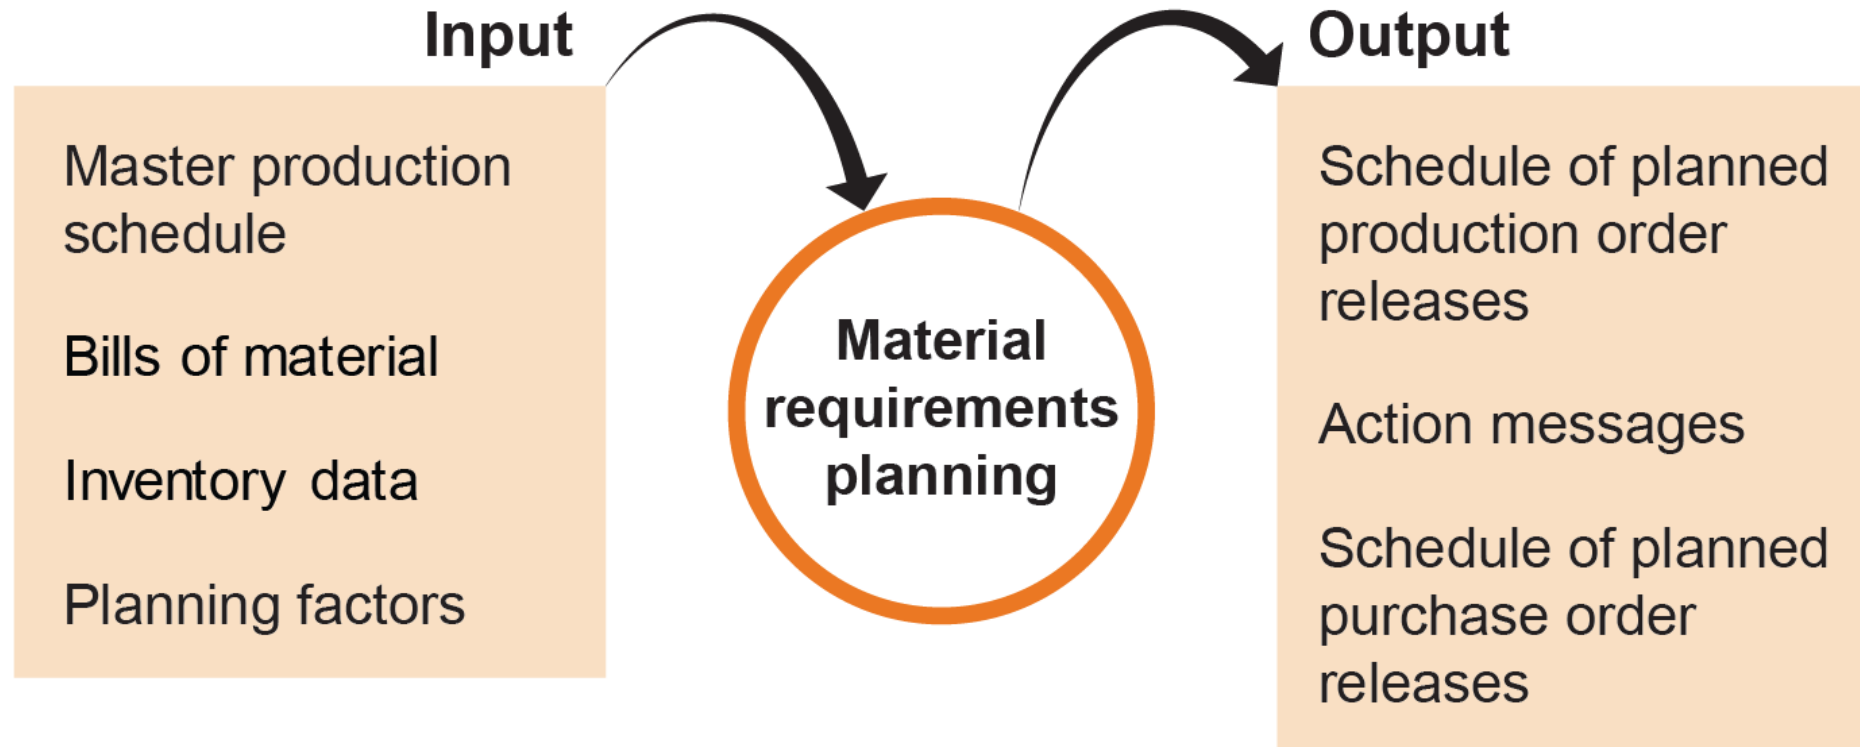 Input
Master production
schedule
Bills of material
Inventory data
Planning factors
Material
requirements
planning
Output
Schedule of planned
production order
releases
Action messages
Schedule of planned
purchase order
releases